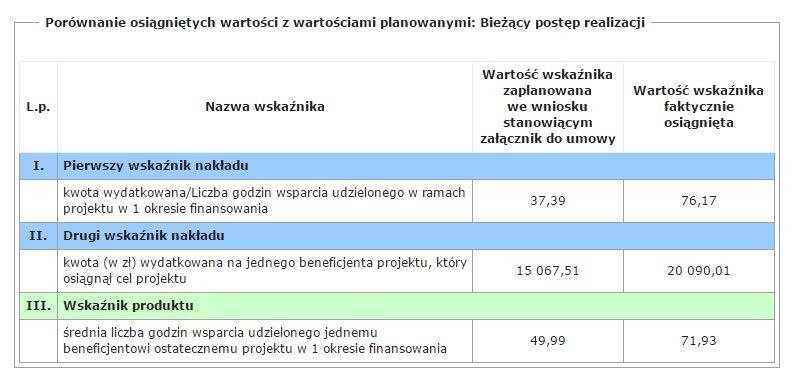 Porównanie osiągniętych wartości z wartościami planowanymi: Bieżący postęp realizacji
L.p.
Nazwa wskaźnika
Wartość wskaźnika
zaplanowana
we wniosku
stanowiącym
załącznik do umowy
Wartość wskaźnika
faktycznie
osiągnięta
I. Pierwszy wskaźnik nakładu
kwota wydatkowana/Liczba godzin wsparcia udzielonego w ramach
projektu w 1 okresie finansowania
37,39
76,17
II. Drugi wskaźnik nakładu
kwota (w zł) wydatkowana na jednego beneficjenta projektu, który
osiągnął cel projektu
15 067,51
20 090,01
III. Wskaźnik produktu
średnia liczba godzin wsparcia udzielonego jednemu
beneficjentowi ostatecznemu projektu w 1 okresie finansowania
49,99
71,93